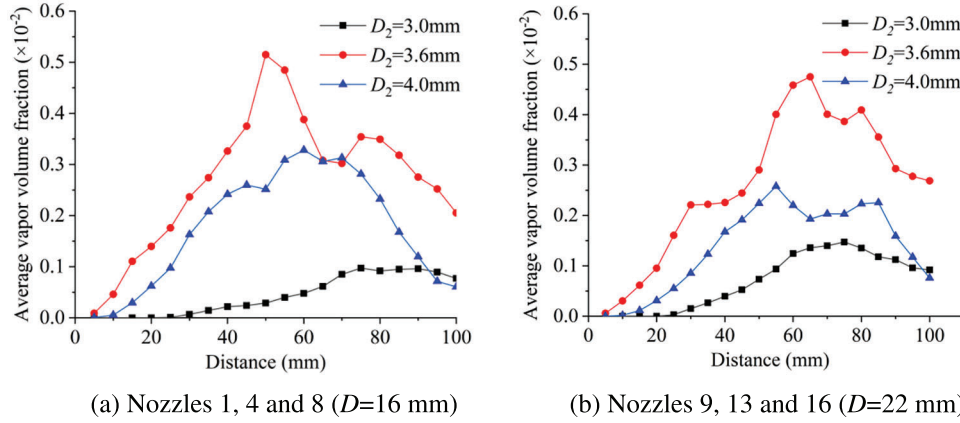 0.6
0.5
0.4
0.3
0.2
0.1
0.0
Average vapor volume fraction (×10⁻²)
D₂=3.0mm
D₂=3.6mm
D₂=4.0mm
0 20 40 60 80 100
Distance (mm)
(a) Nozzles 1, 4 and 8 (D=16 mm)
0.6
0.5
0.4
0.3
0.2
0.1
0.0
Average vapor volume fraction (×10⁻²)
D₂=3.0mm
D₂=3.6mm
D₂=4.0mm
0 20 40 60 80 100
Distance (mm)
(b) Nozzles 9, 13 and 16 (D=22 mm)